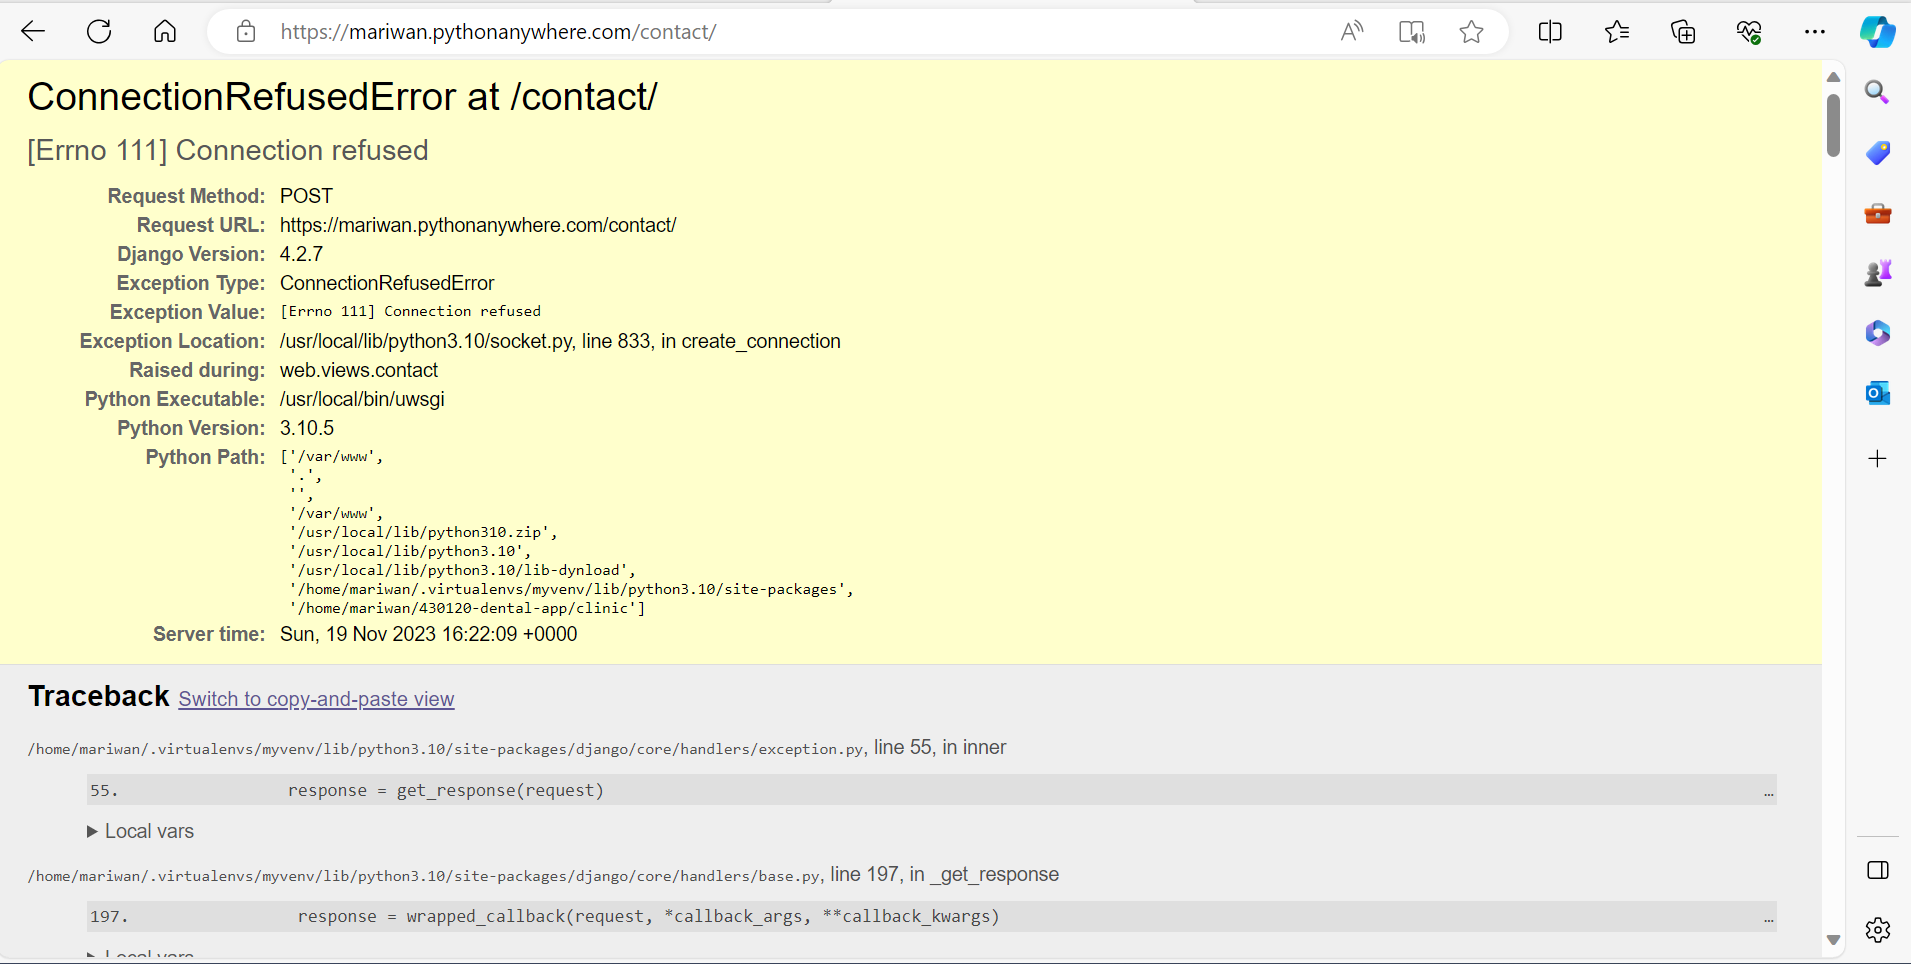 https://mariwan.pythonanywhere.com/contact/
ConnectionRefusedError at /contact/
[Errno 111] Connection refused
Request Method: POST
Request URL: https://mariwan.pythonanywhere.com/contact/
Django Version: 4.2.7
Exception Type: ConnectionRefusedError
Exception Value: [Errno 111] Connection refused
Exception Location: /usr/local/lib/python3.10/socket.py, line 833, in create_connection
Raised during: web.views.contact
Python Executable: /usr/local/bin/uwsgi
Python Version: 3.10.5
Python Path: ['/var/www',
'.',
'',
'/var/www',
'/usr/local/lib/python310.zip',
'/usr/local/lib/python3.10',
'/usr/local/lib/python3.10/lib-dynload',
'/home/mariwan/.virtualenvs/myvenv/lib/python3.10/site-packages',
'/home/mariwan/430120-dental-app/clinic']
Server time: Sun, 19 Nov 2023 16:22:09 +0000
Traceback Switch to copy-and-paste view
/home/mariwan/.virtualenvs/myvenv/lib/python3.10/site-packages/django/core/handlers/exception.py, line 55, in inner
55. response = get_response(request) …
▶ Local vars
/home/mariwan/.virtualenvs/myvenv/lib/python3.10/site-packages/django/core/handlers/base.py, line 197, in _get_response
197. response = wrapped_callback(request, *callback_args, **callback_kwargs) …
▶ Local vars